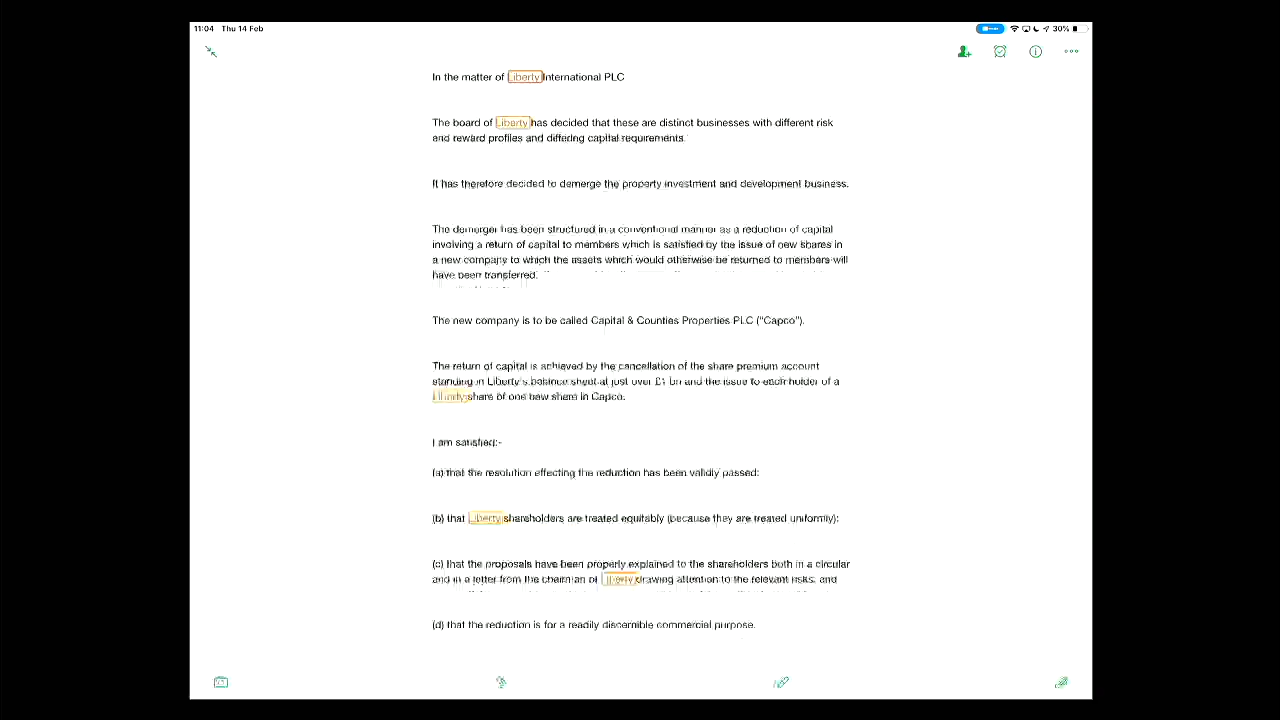 11:04 Thu 14 Feb 30%
In the matter of Liberty International PLC
The board of Liberty has decided that these are distinct businesses with different risk
and reward profiles and differing capital requirements.
It has therefore decided to demerge the property investment and development business.
The demerger has been structured in a conventional manner as a reduction of capital
involving a return of capital to members which is satisfied by the issue of new shares in
a new company to which the assets which would otherwise be returned to members will
have been transferred.
The new company is to be called Capital & Counties Properties PLC (“Capco”).
The return of capital is achieved by the cancellation of the share premium account
standing in Liberty's balance sheet at just over £1 bn and the issue to each holder of a
Liberty share of one new share in Capco.
I am satisfied:-
(a) that the resolution effecting the reduction has been validly passed:
(b) that Liberty shareholders are treated equitably (because they are treated uniformly):
(c) that the proposals have been properly explained to the shareholders both in a circular
and in a letter from the chairman of Liberty drawing attention to the relevant risks. and
(d) that the reduction is for a readily discernible commercial purpose.